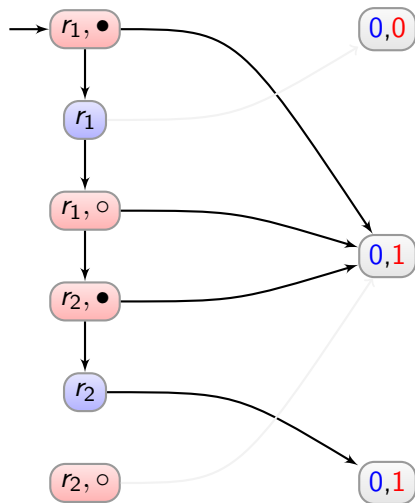 r₁, • 0,0
r₁
r₁, ∘
0,1
r₂, •
r₂
r₂, ∘ 0,1